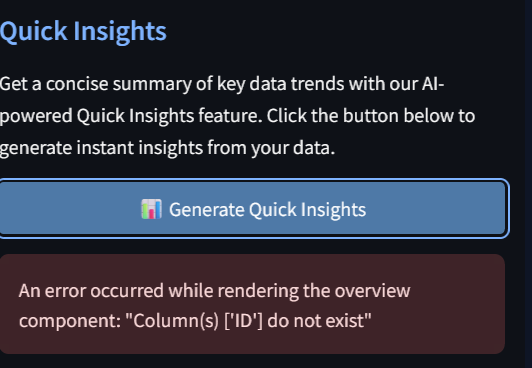 Quick Insights
Get a concise summary of key data trends with our AI-
powered Quick Insights feature. Click the button below to
generate instant insights from your data.
Generate Quick Insights
An error occurred while rendering the overview
component: "Column(s) ['ID'] do not exist"